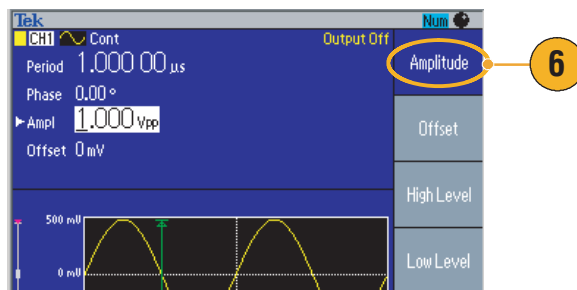 Tek
Num
CH1 Cont
Output Off
Period 1.000 00 µs
Phase 0.00 °
Ampl 1.000 Vpp
Offset 0 mV
Amplitude
6
Offset
High Level
Low Level
500 mV
0 mV